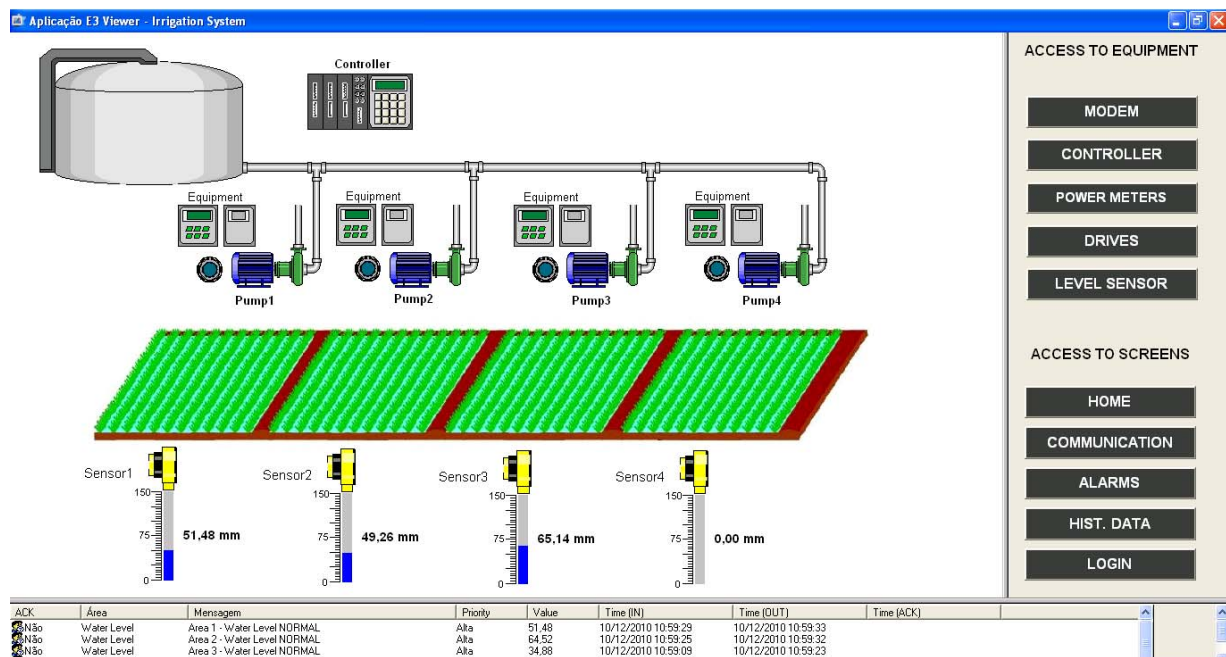 Aplicação E3 Viewer - Irrigation System
Controller
ACCESS TO EQUIPMENT
MODEM
CONTROLLER
POWER METERS
DRIVES
LEVEL SENSOR
Equipment Equipment Equipment Equipment
Pump1 Pump2 Pump3 Pump4
ACCESS TO SCREENS
HOME
COMMUNICATION
ALARMS
HIST. DATA
LOGIN
Sensor1 Sensor2 Sensor3 Sensor4
150 150 150 150
75 51,48 mm 75 49,26 mm 75 65,14 mm 75 0,00 mm
0 0 0 0
ACK Área Mensagem Priority Value Time (IN) Time (OUT) Time (ACK)
Não Water Level Area 1 - Water Level NORMAL Alta 51,48 10/12/2010 10:59:29 10/12/2010 10:59:33
Não Water Level Area 2 - Water Level NORMAL Alta 64,52 10/12/2010 10:59:25 10/12/2010 10:59:32
Não Water Level Area 3 - Water Level NORMAL Alta 34,88 10/12/2010 10:59:09 10/12/2010 10:59:23